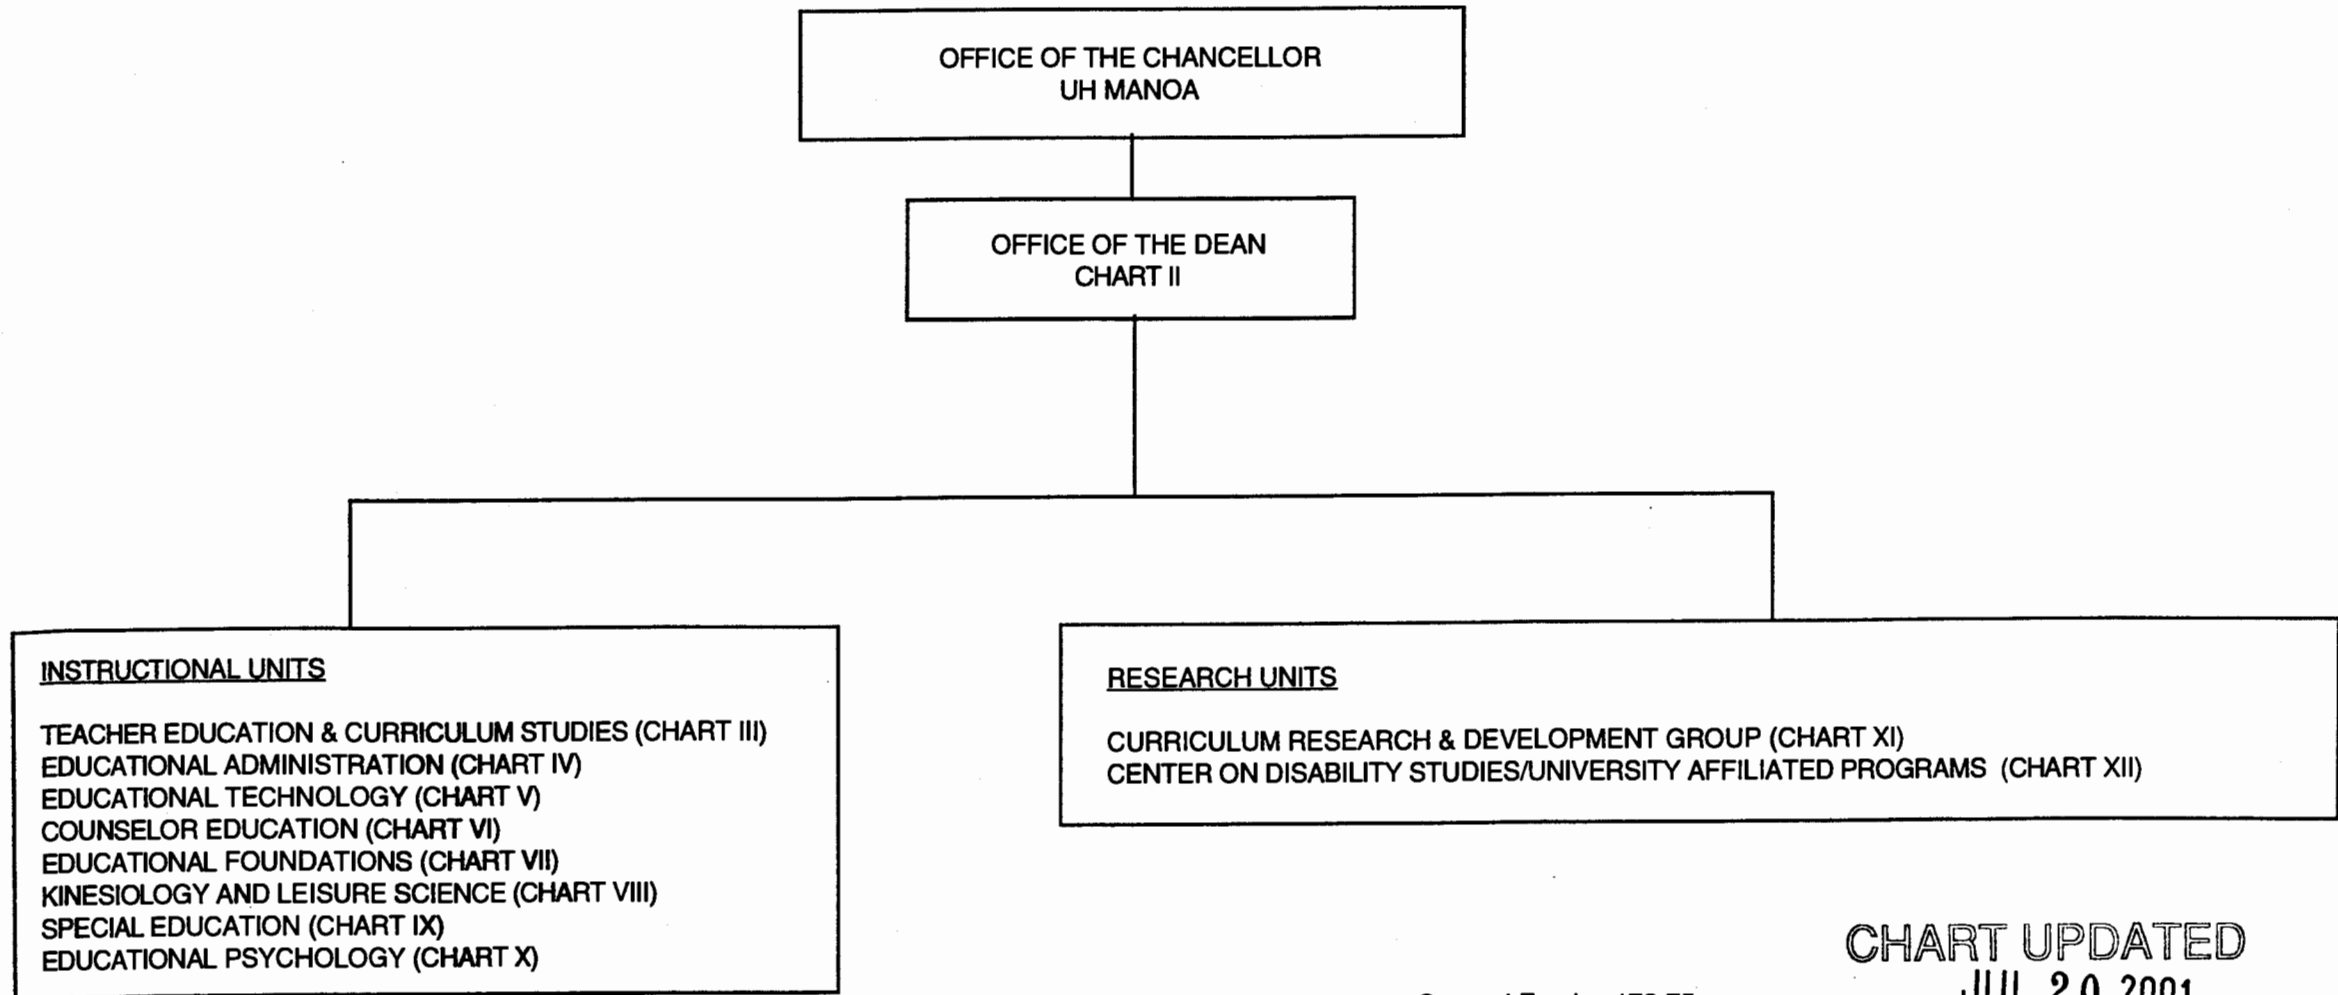 OFFICE OF THE CHANCELLOR
UH MANOA
OFFICE OF THE DEAN
CHART II
INSTRUCTIONAL UNITS
TEACHER EDUCATION & CURRICULUM STUDIES (CHART III)
EDUCATIONAL ADMINISTRATION (CHART IV)
EDUCATIONAL TECHNOLOGY (CHART V)
COUNSELOR EDUCATION (CHART VI)
EDUCATIONAL FOUNDATIONS (CHART VII)
KINESIOLOGY AND LEISURE SCIENCE (CHART VIII)
SPECIAL EDUCATION (CHART IX)
EDUCATIONAL PSYCHOLOGY (CHART X)
RESEARCH UNITS
CURRICULUM RESEARCH & DEVELOPMENT GROUP (CHART XI)
CENTER ON DISABILITY STUDIES/UNIVERSITY AFFILIATED PROGRAMS (CHART XII)
CHART UPDATED
JUL 20 2001